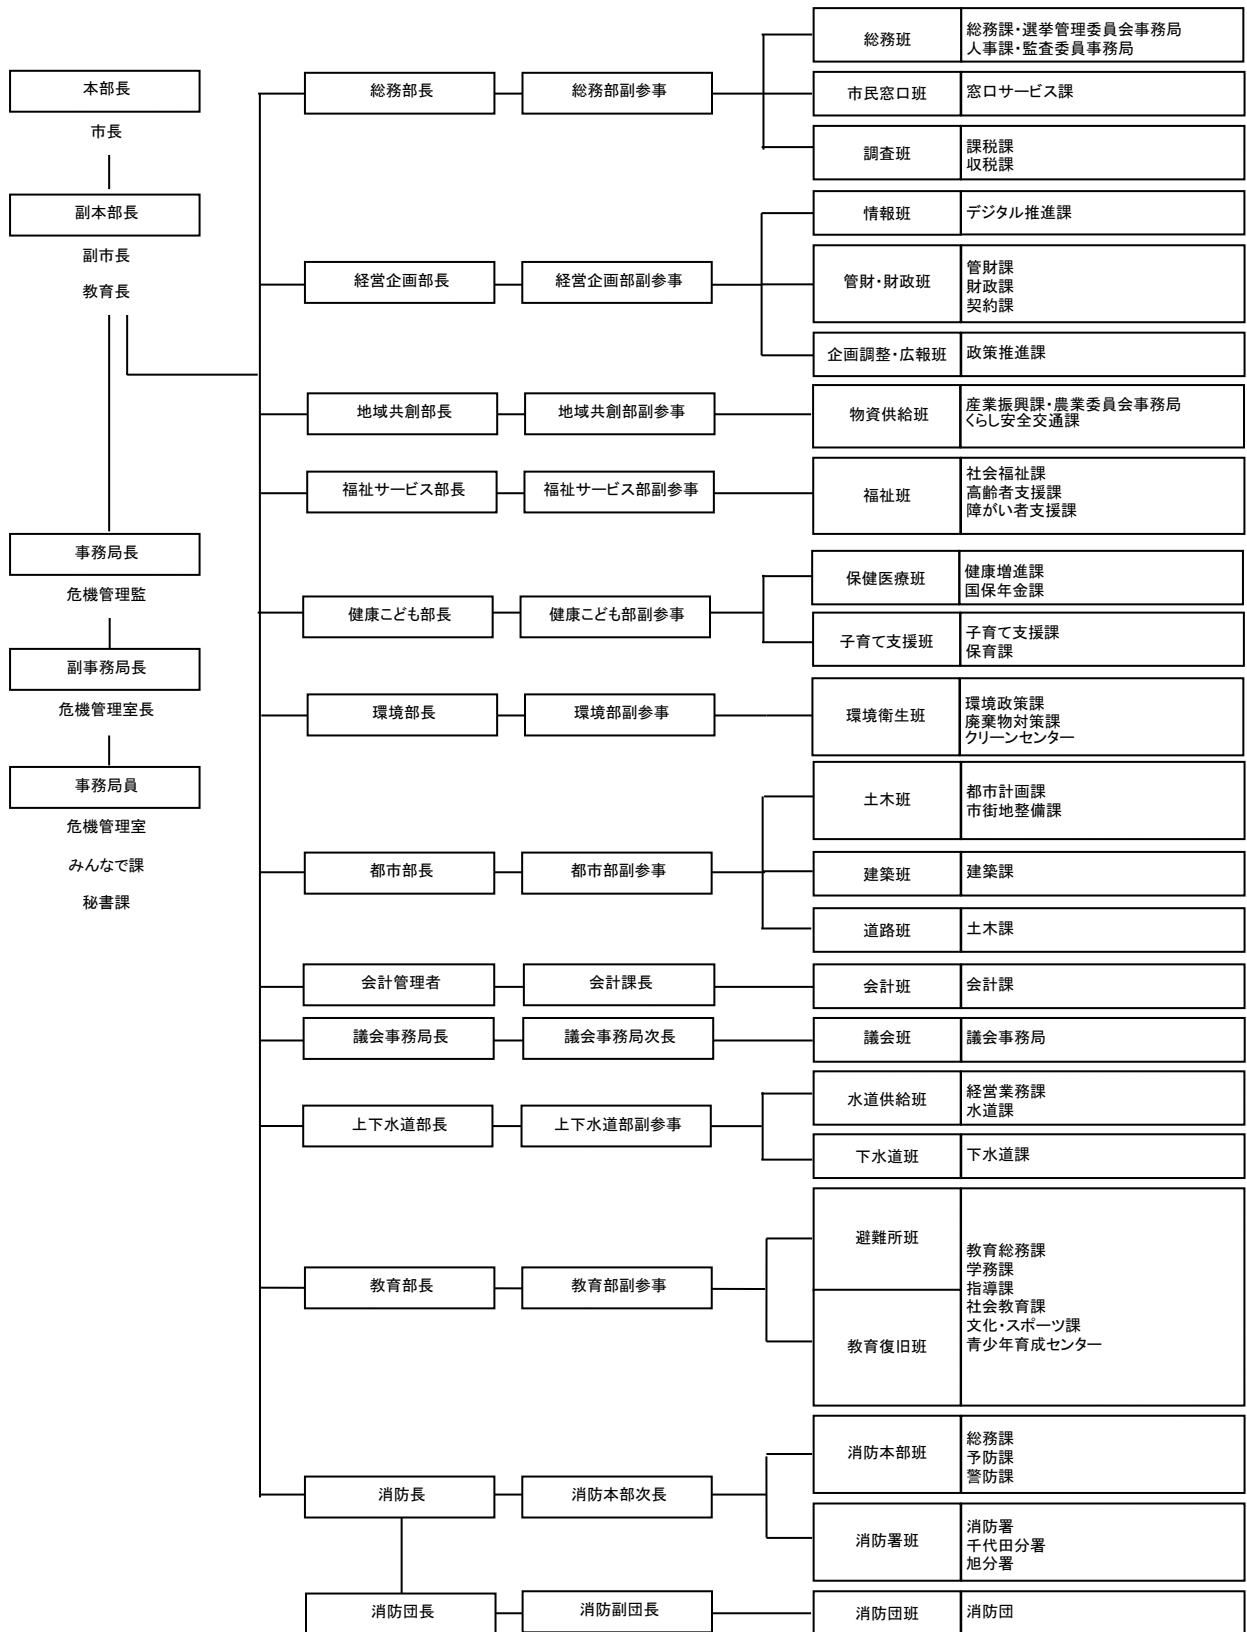 本部長
市長
副本部長
副市長
教育長
事務局長
危機管理監
副事務局長
危機管理室長
事務局員
危機管理室
みんなで課
秘書課
総務部長
総務部副参事
総務班
総務課・選挙管理委員会事務局
人事課・監査委員事務局
市民窓口班
窓口サービス課
調査班
課税課
収税課
経営企画部長
経営企画部副参事
情報班
デジタル推進課
管財・財政班
管財課
財政課
契約課
企画調整・広報班
政策推進課
地域共創部長
地域共創部副参事
物資供給班
産業振興課・農業委員会事務局
くらし安全交通課
福祉サービス部長
福祉サービス部副参事
福祉班
社会福祉課
高齢者支援課
障がい者支援課
健康こども部長
健康こども部副参事
保健医療班
健康増進課
国保年金課
子育て支援班
子育て支援課
保育課
環境部長
環境部副参事
環境衛生班
環境政策課
廃棄物対策課
クリーンセンター
都市部長
都市部副参事
土木班
都市計画課
市街地整備課
建築班
建築課
道路班
土木課
会計管理者
会計課長
会計班
会計課
議会事務局長
議会事務局次長
議会班
議会事務局
上下水道部長
上下水道部副参事
水道供給班
経営業務課
水道課
下水道班
下水道課
教育部長
教育部副参事
避難所班
教育復旧班
教育総務課
学務課
指導課
社会教育課
文化・スポーツ課
青少年育成センター
消防長
消防本部次長
消防本部班
総務課
予防課
警防課
消防署班
消防署
千代田分署
旭分署
消防団長
消防副団長
消防団班
消防団